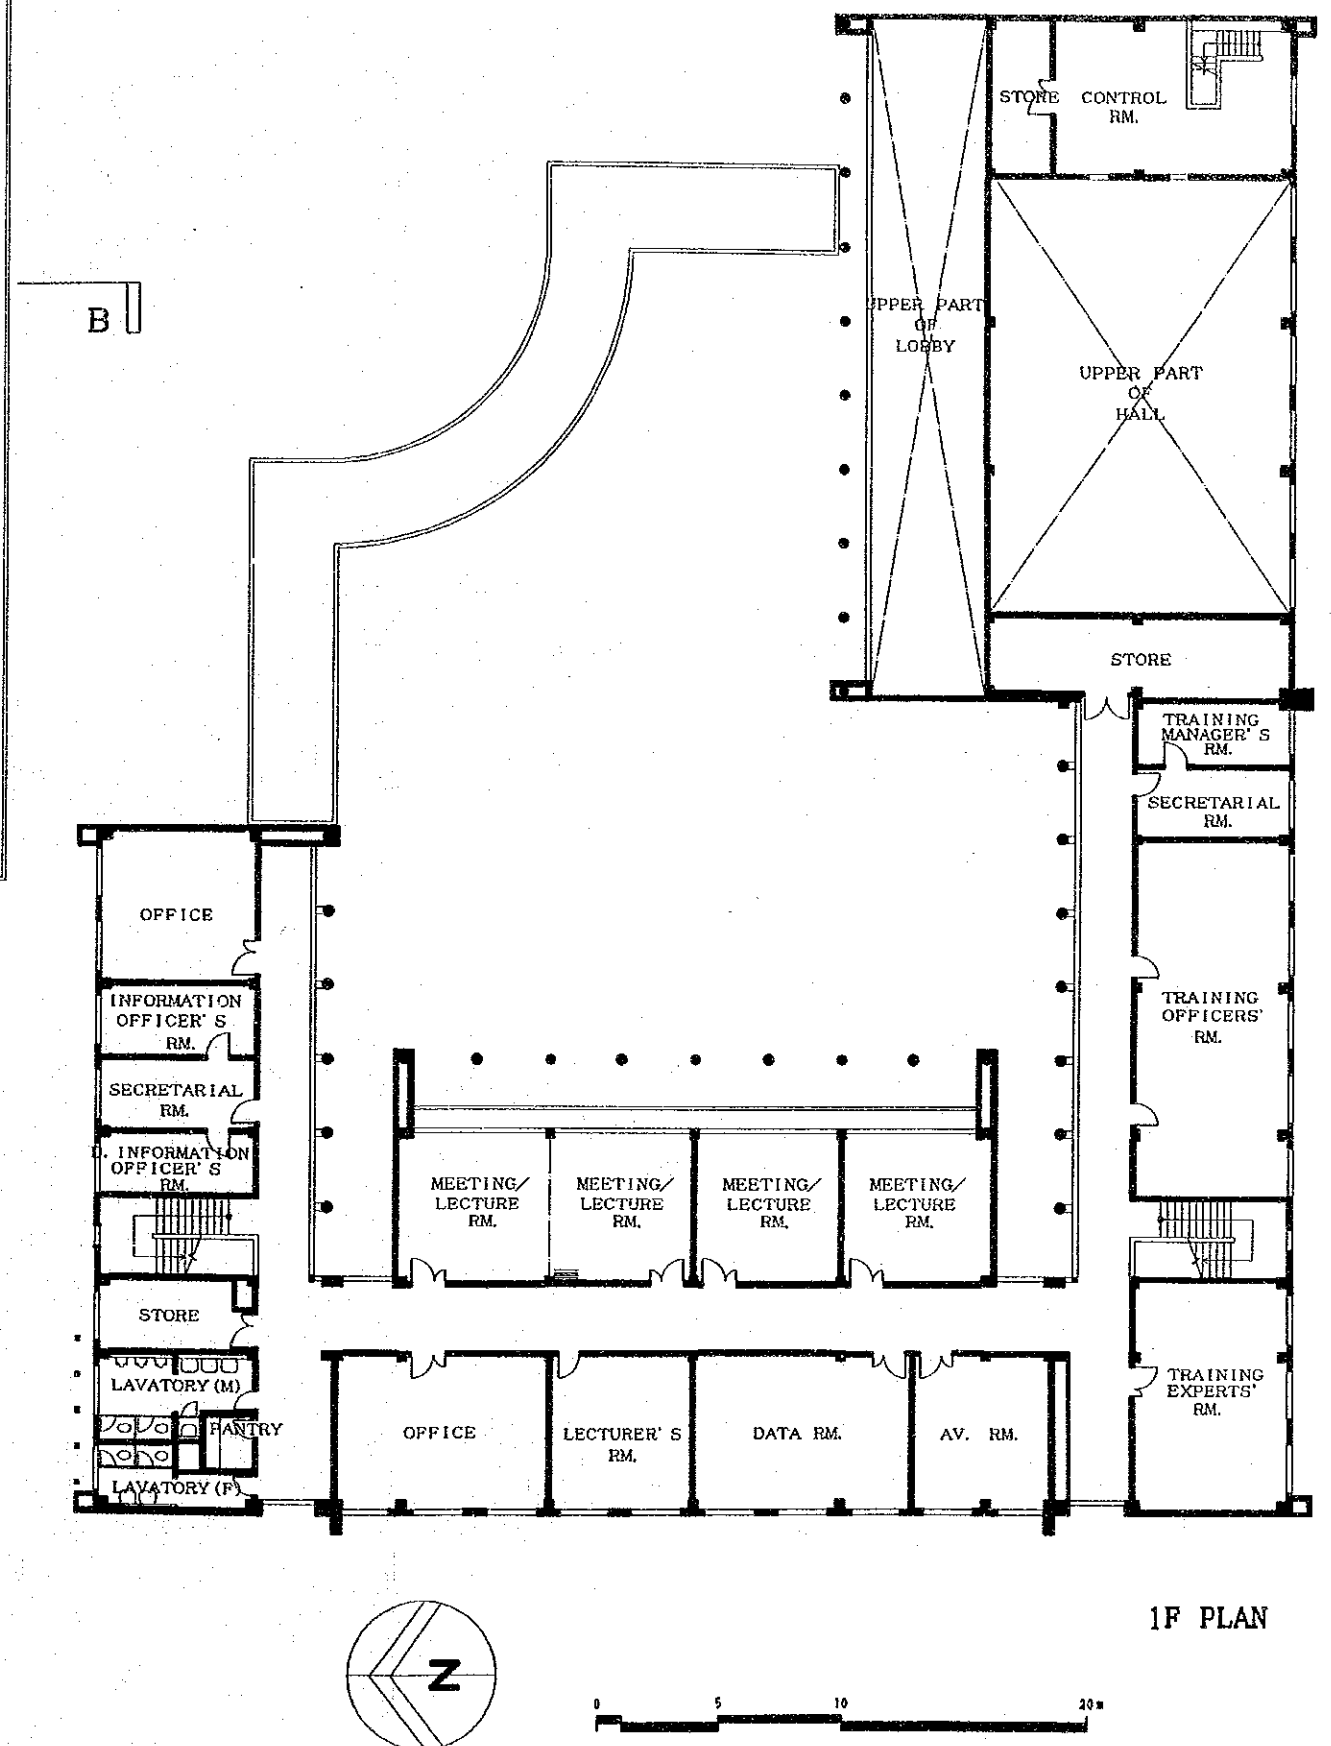 STORE
CONTROL
RM.
B
UPPER PART
OF
LOBBY
UPPER PART
OF
HALL
STORE
TRAINING
MANAGER'S
RM.
SECRETARIAL
RM.
OFFICE
INFORMATION
OFFICER'S
RM.
TRAINING
OFFICERS'
RM.
SECRETARIAL
RM.
D. INFORMATION
OFFICER'S
RM.
MEETING/
LECTURE
RM.
MEETING/
LECTURE
RM.
MEETING/
LECTURE
RM.
MEETING/
LECTURE
RM.
STORE
LAVATORY(M)
PANTRY
LAVATORY(F)
OFFICE
LECTURER'S
RM.
DATA RM.
AV. RM.
TRAINING
EXPERTS'
RM.
1F PLAN
N
0 5 10 20m